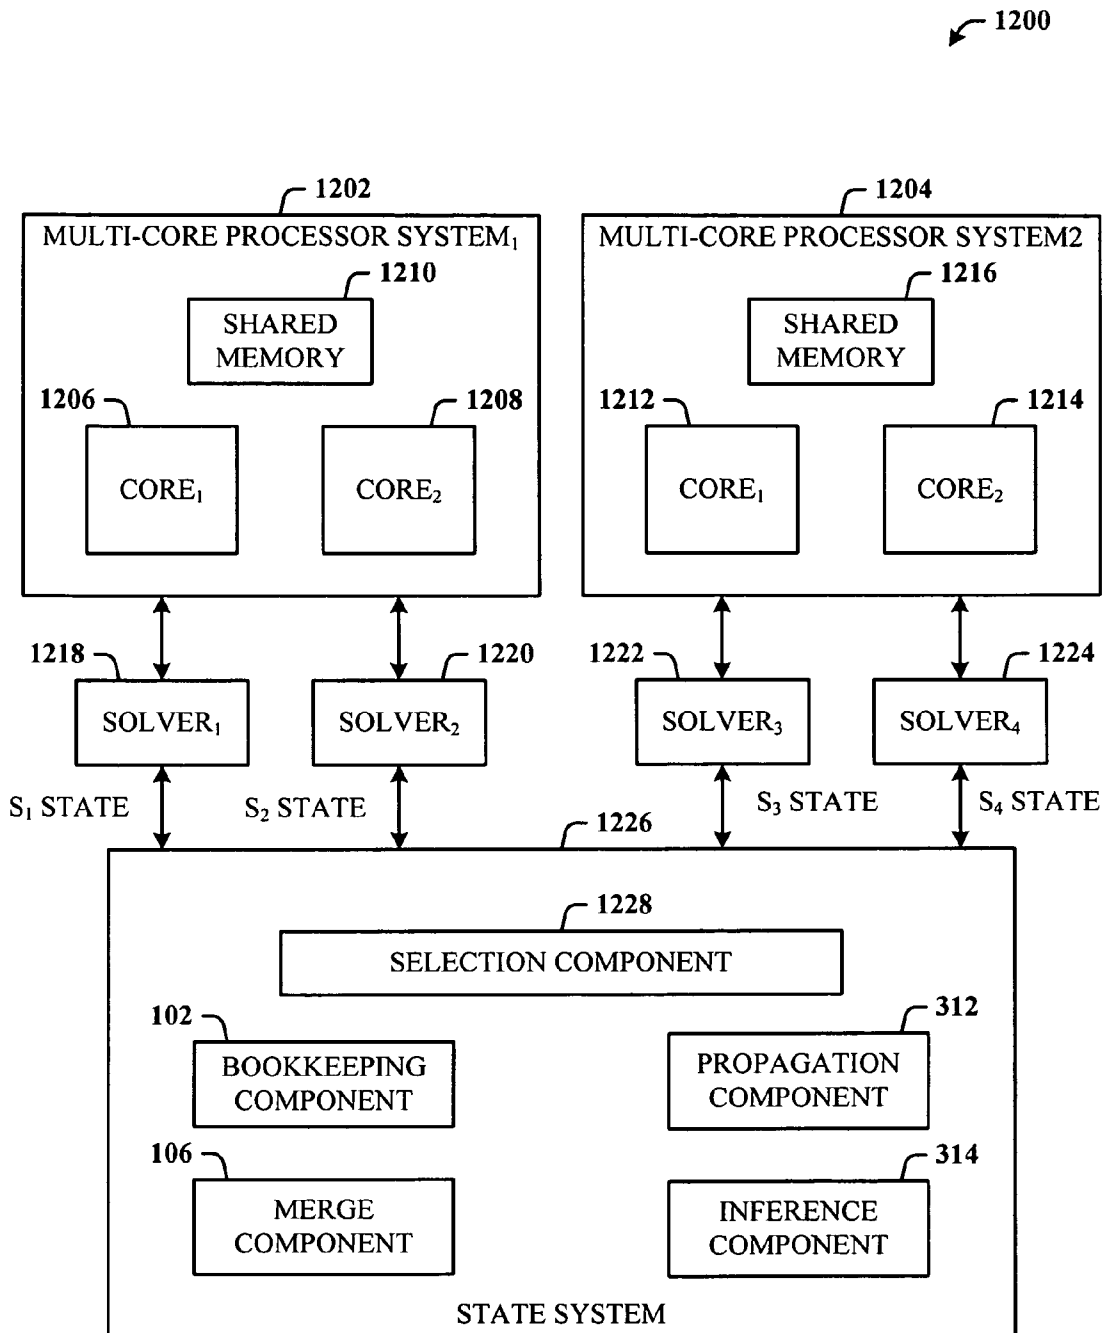 1200
1202
1204
MULTI-CORE PROCESSOR SYSTEM₁
MULTI-CORE PROCESSOR SYSTEM2
1210
1216
SHARED
MEMORY
SHARED
MEMORY
1206
1208
1212
1214
CORE₁
CORE₂
CORE₁
CORE₂
1218
1220
1222
1224
SOLVER₁
SOLVER₂
SOLVER₃
SOLVER₄
S₁ STATE
S₂ STATE
S₃ STATE
S₄ STATE
1226
1228
SELECTION COMPONENT
102
312
BOOKKEEPING
COMPONENT
PROPAGATION
COMPONENT
106
314
MERGE
COMPONENT
INFERENCE
COMPONENT
STATE SYSTEM